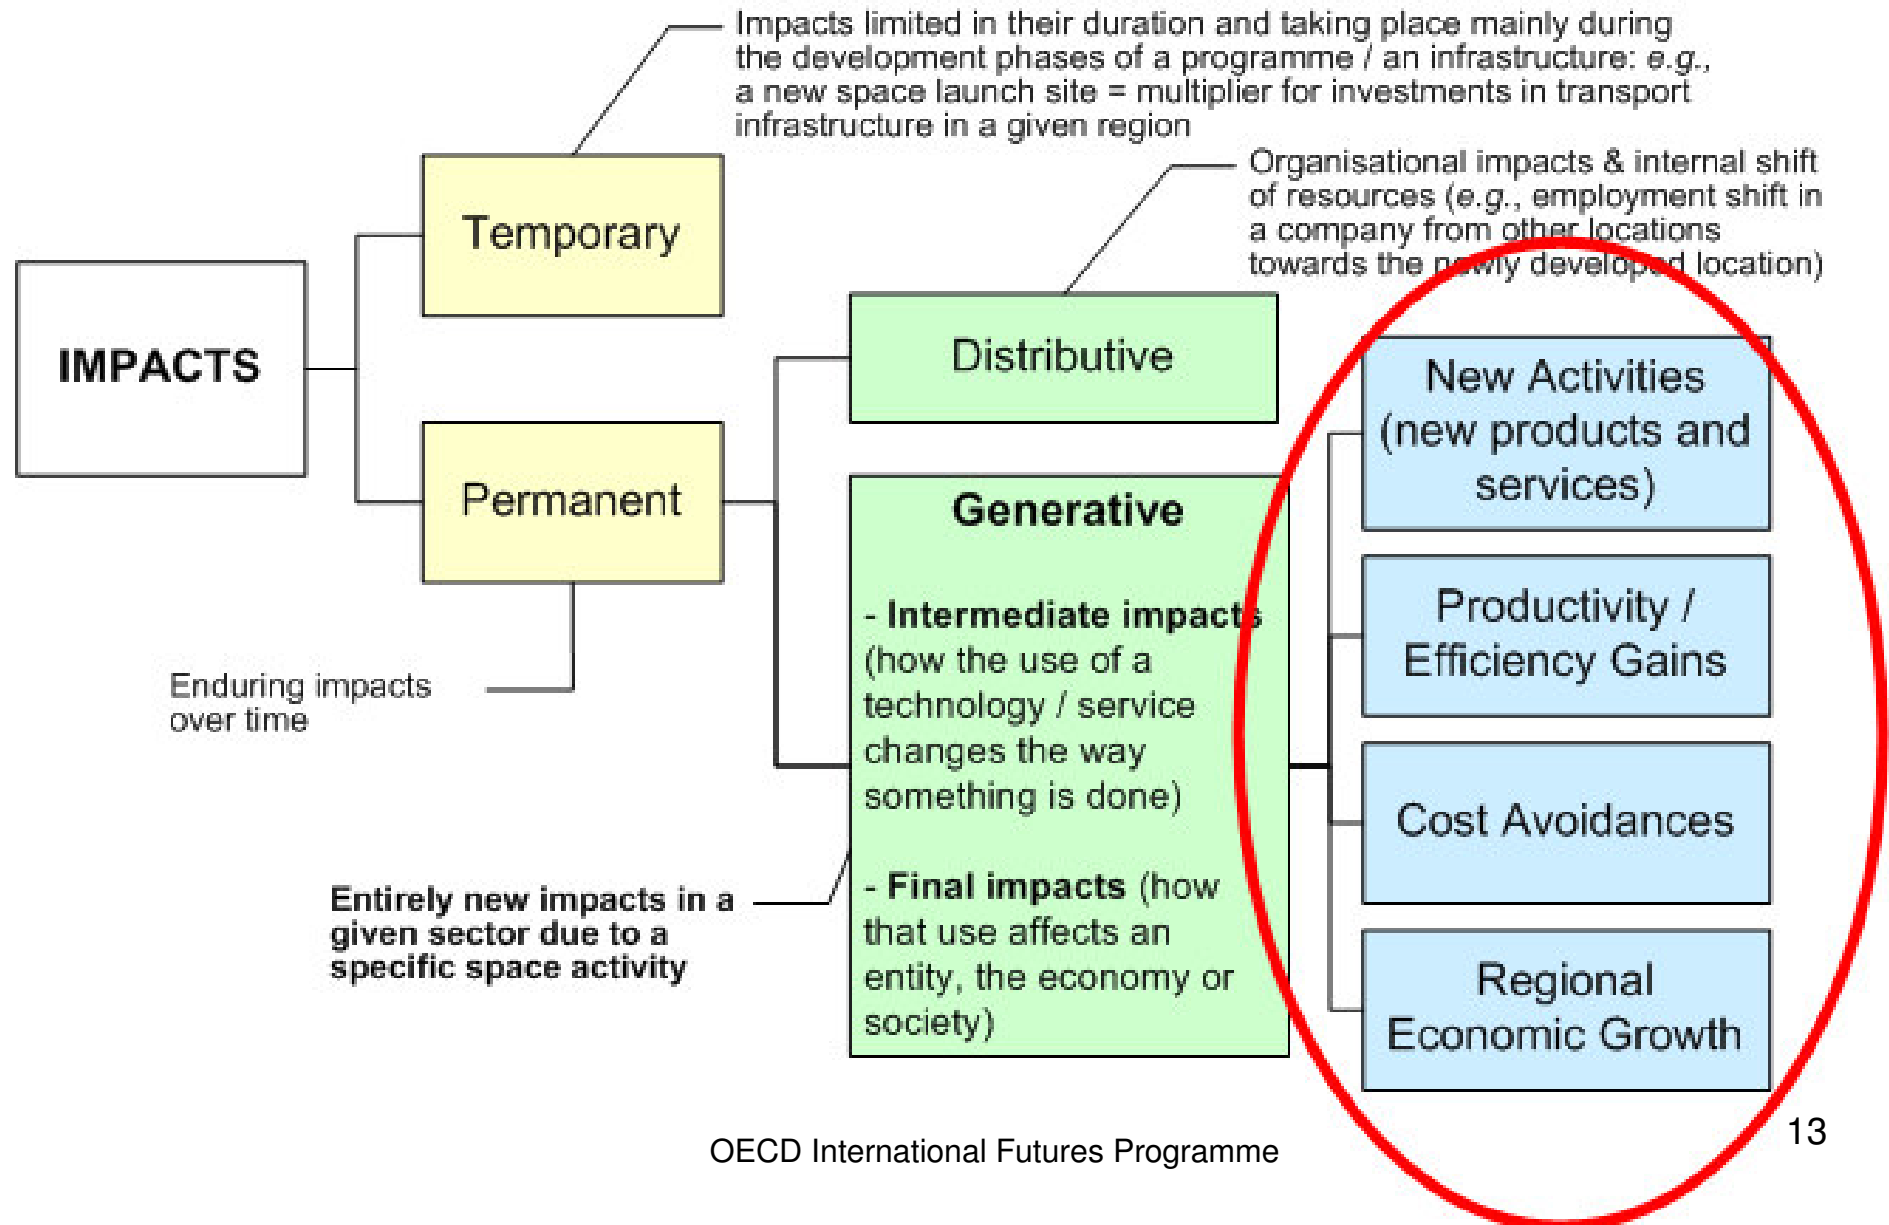 Impacts limited in their duration and taking place mainly during
the development phases of a programme / an infrastructure: e.g.,
a new space launch site = multiplier for investments in transport
infrastructure in a given region
Organisational impacts & internal shift
of resources (e.g., employment shift in
a company from other locations
towards the newly developed location)
Temporary
IMPACTS
Distributive
New Activities
(new products and
services)
Permanent
Generative
- Intermediate impacts
(how the use of a
technology / service
changes the way
something is done)
- Final impacts (how
that use affects an
entity, the economy or
society)
Productivity /
Efficiency Gains
Enduring impacts
over time
Cost Avoidances
Entirely new impacts in a
given sector due to a
specific space activity
Regional
Economic Growth
OECD International Futures Programme
13